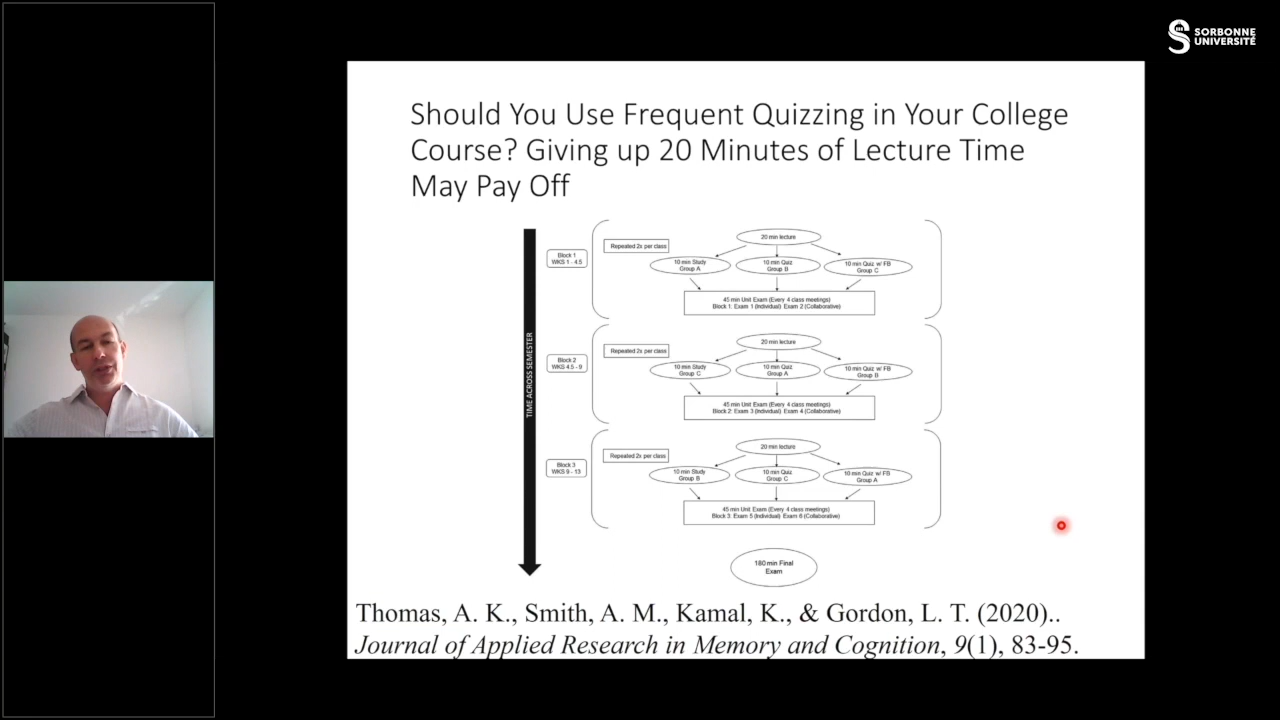 SORBONNE
UNIVERSITÉ
Should You Use Frequent Quizzing in Your College
Course? Giving up 20 Minutes of Lecture Time
May Pay Off
TIME ACROSS SEMESTER
Block 1
WKS 1 - 4.5
Repeated 2x per class
20 min lecture
10 min Study
Group A
10 min Quiz
Group B
10 min Quiz w/ FB
Group C
45 min Unit Exam (Every 4 class meetings)
Block 1: Exam 1 (Individual) Exam 2 (Collaborative)
Block 2
WKS 4.5 - 9
Repeated 2x per class
20 min lecture
10 min Study
Group C
10 min Quiz
Group A
10 min Quiz w/ FB
Group B
45 min Unit Exam (Every 4 class meetings)
Block 2: Exam 3 (Individual) Exam 4 (Collaborative)
Block 3
WKS 9 - 13
Repeated 2x per class
20 min lecture
10 min Study
Group B
10 min Quiz
Group C
10 min Quiz w/ FB
Group A
45 min Unit Exam (Every 4 class meetings)
Block 3: Exam 5 (Individual) Exam 6 (Collaborative)
180 min Final
Exam
Thomas, A. K., Smith, A. M., Kamal, K., & Gordon, L. T. (2020)..
Journal of Applied Research in Memory and Cognition, 9(1), 83-95.